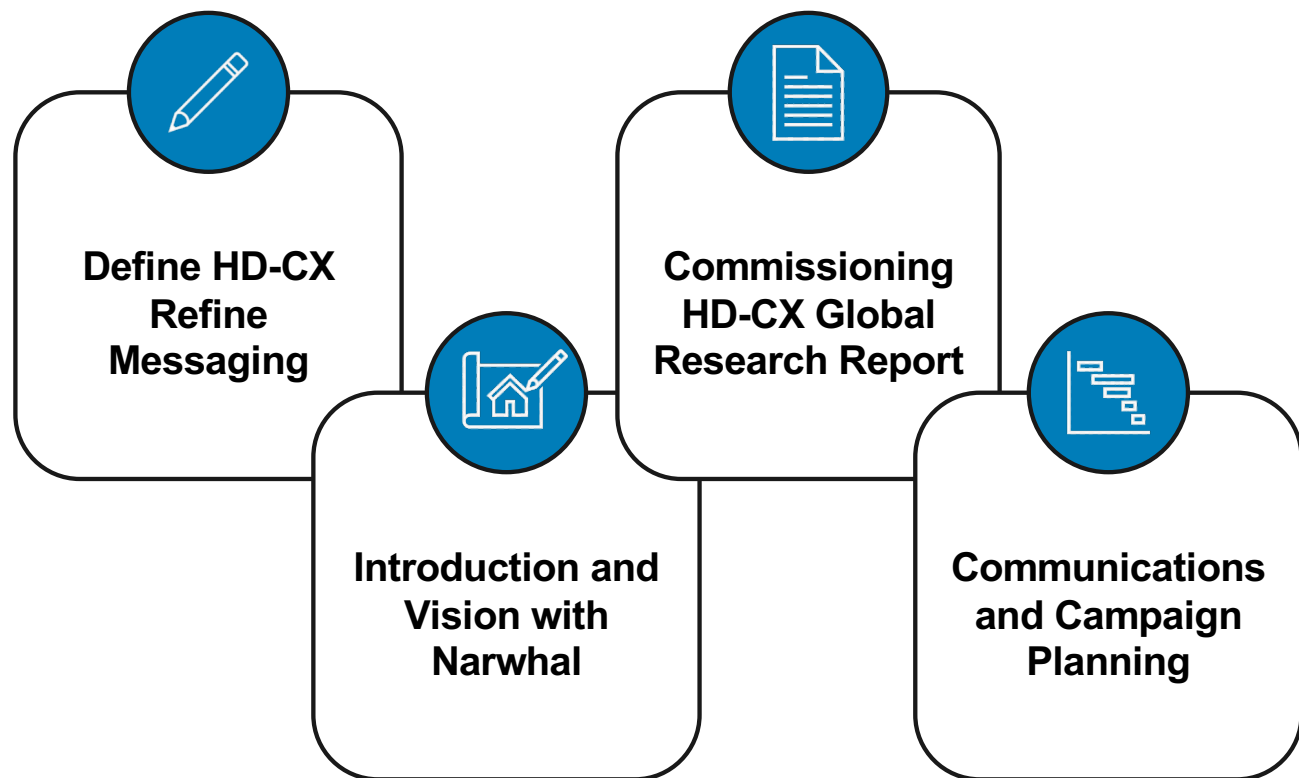 Define HD-CX
Refine
Messaging
Introduction and
Vision with
Narwhal
Commissioning
HD-CX Global
Research Report
Communications
and Campaign
Planning